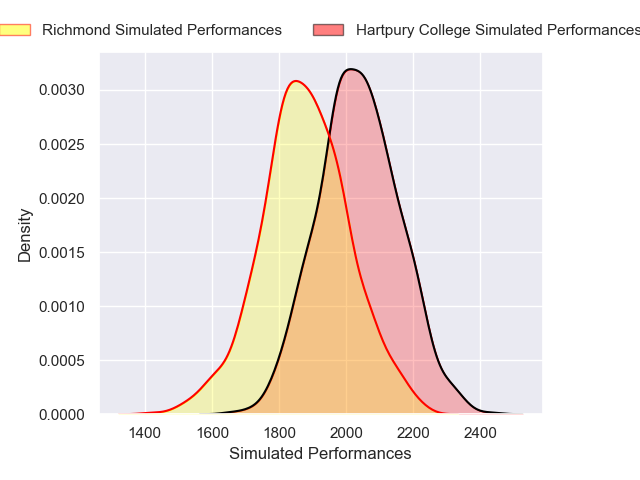 Richmond Simulated Performances
Hartpury College Simulated Performances
0.0030
0.0025
0.0020
0.0015
0.0010
0.0005
0.0000
Density
1400 1600 1800 2000 2200 2400
Simulated Performances